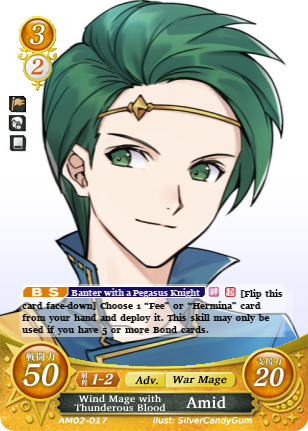 3
2
B S Banter with a Pegasus Knight 絆 起 [Flip this
card face-down] Choose 1 “Fee” or “Hermina” card
from your hand and deploy it. This skill may only be
used if you have 5 or more Bond cards.
戦闘力
50
射程 1-2
Adv.
War Mage
支援力
20
Wind Mage with
Thunderous Blood
Amid
AM02-017
Illust: SilverCandyGum